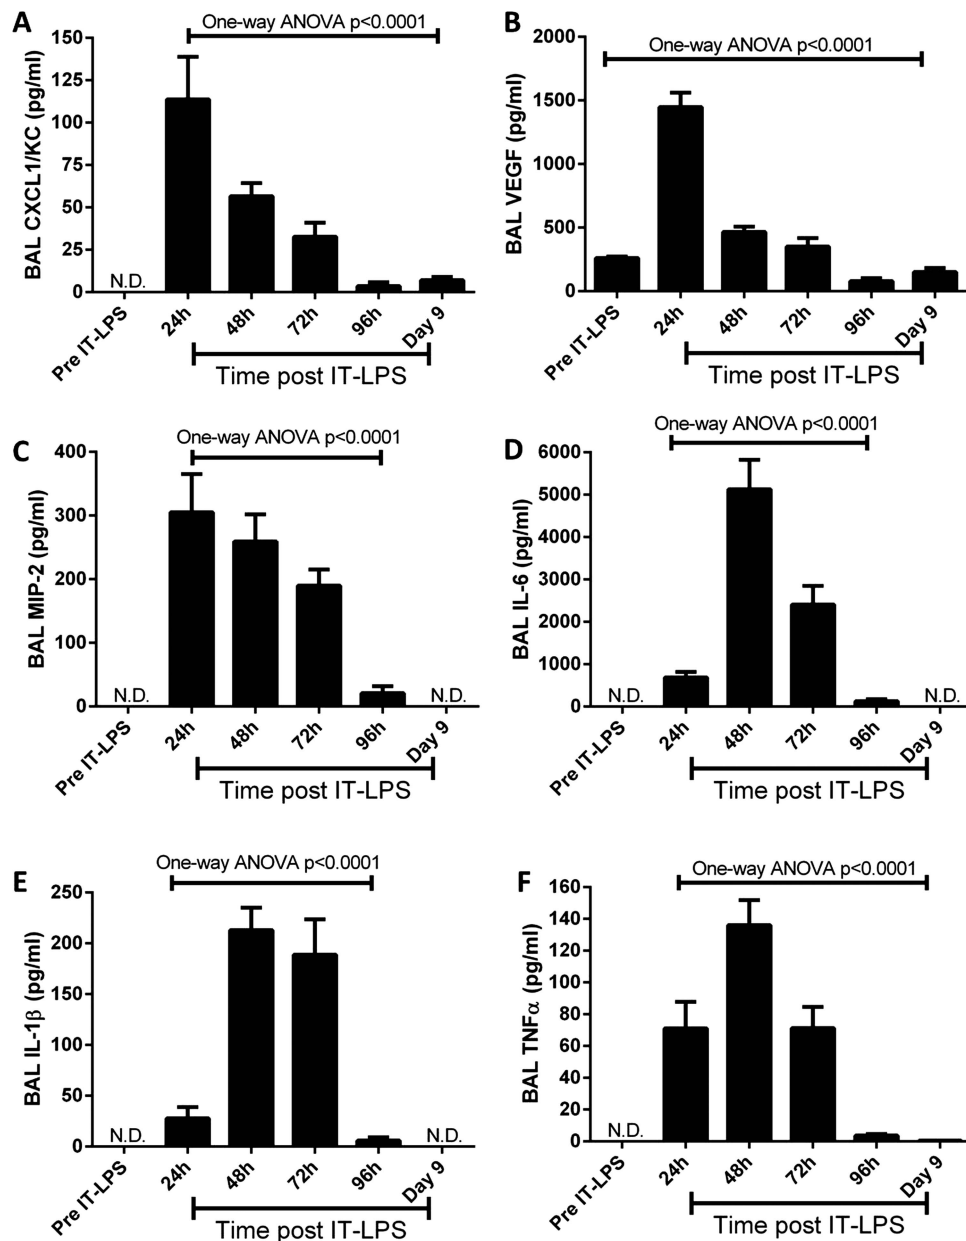 A
One-way ANOVA p<0.0001
BAL CXCL1/KC (pg/ml)
150
125
100
75
50
25
0
N.D.
Pre IT-LPS
24h
48h
72h
96h
Day 9
Time post IT-LPS
B
One-way ANOVA p<0.0001
BAL VEGF (pg/ml)
2000
1500
1000
500
0
Pre IT-LPS
24h
48h
72h
96h
Day 9
Time post IT-LPS
C
One-way ANOVA p<0.0001
BAL MIP-2 (pg/ml)
400
300
200
100
0
N.D.
N.D.
Pre IT-LPS
24h
48h
72h
96h
Day 9
Time post IT-LPS
D
One-way ANOVA p<0.0001
BAL IL-6 (pg/ml)
6000
5000
4000
3000
2000
1000
0
N.D.
N.D.
Pre IT-LPS
24h
48h
72h
96h
Day 9
Time post IT-LPS
E
One-way ANOVA p<0.0001
BAL IL-1β (pg/ml)
250
200
150
100
50
0
N.D.
N.D.
Pre IT-LPS
24h
48h
72h
96h
Day 9
Time post IT-LPS
F
One-way ANOVA p<0.0001
BAL TNFα (pg/ml)
160
140
120
100
80
60
40
20
0
N.D.
Pre IT-LPS
24h
48h
72h
96h
Day 9
Time post IT-LPS